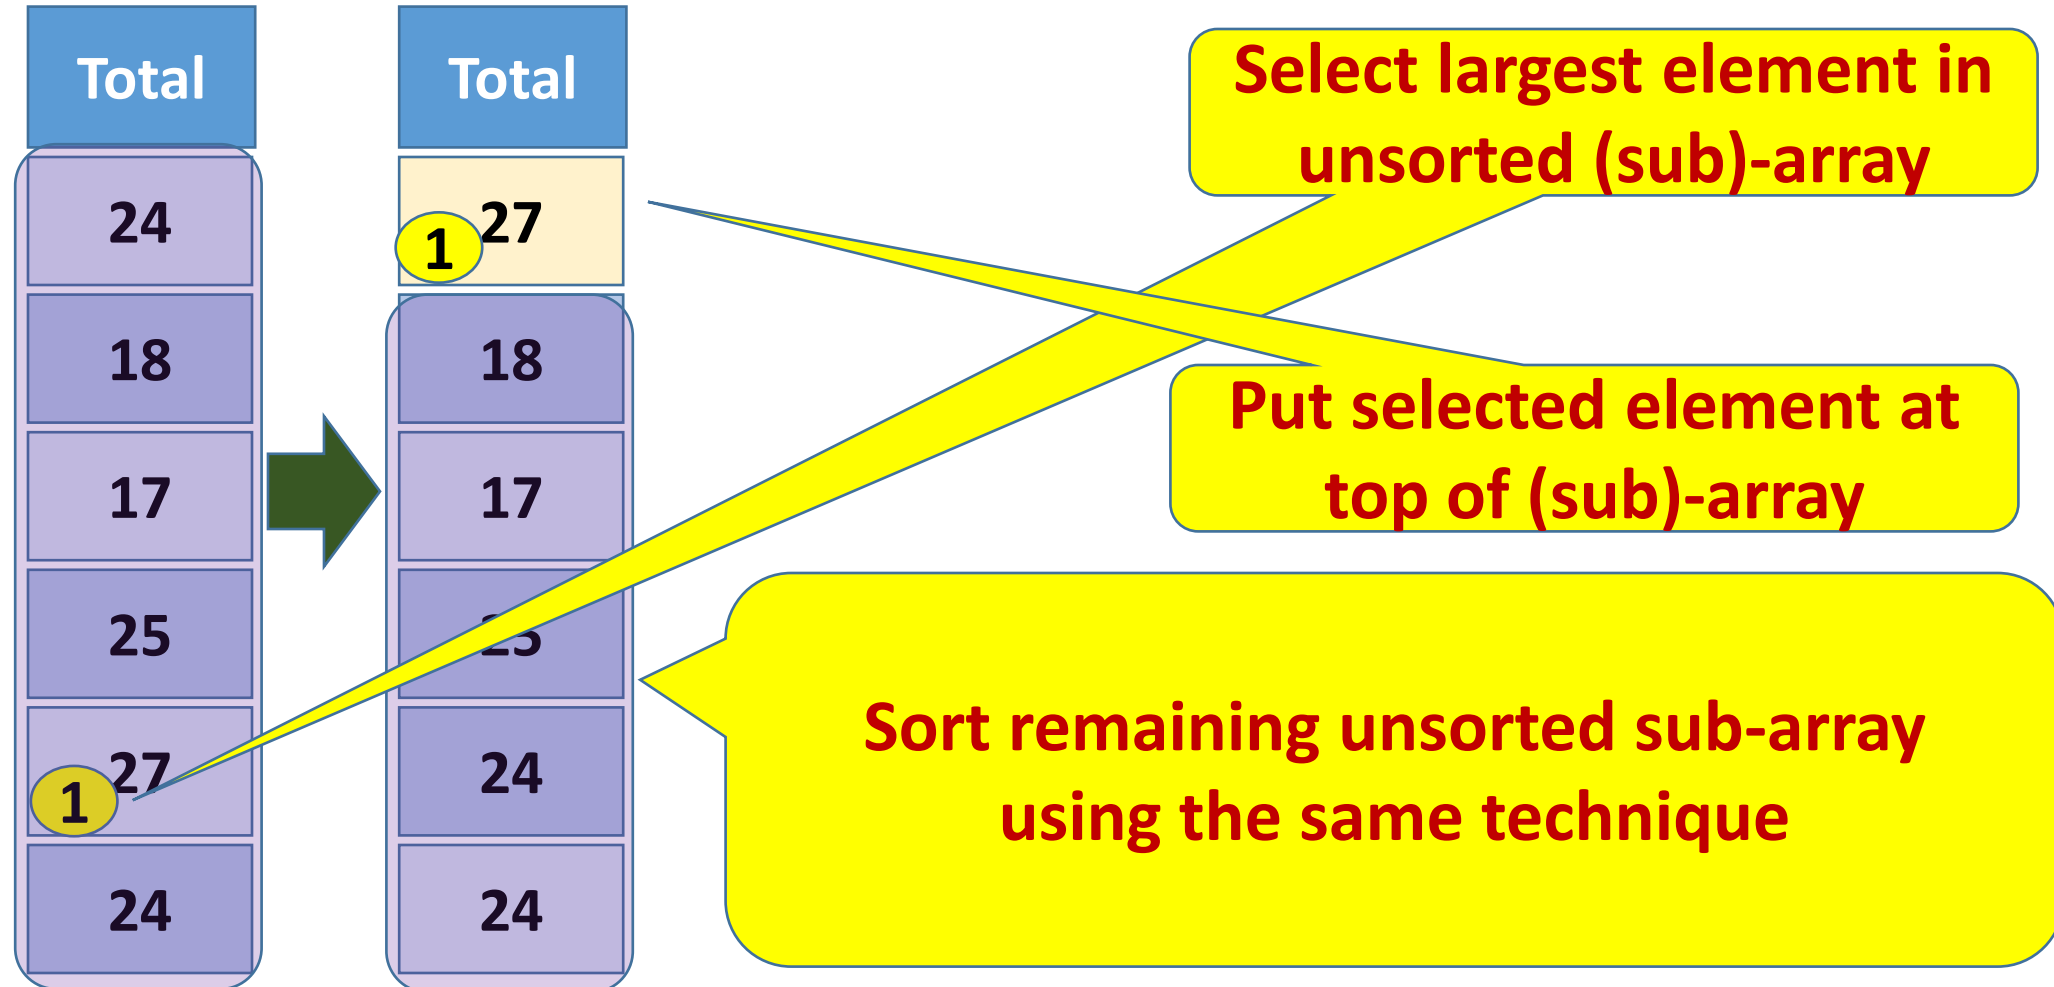 Total
24
18
17
25
27
1
24
Total
27
1
18
17
24
24
Select largest element in
unsorted (sub)-array
Put selected element at
top of (sub)-array
Sort remaining unsorted sub-array
using the same technique